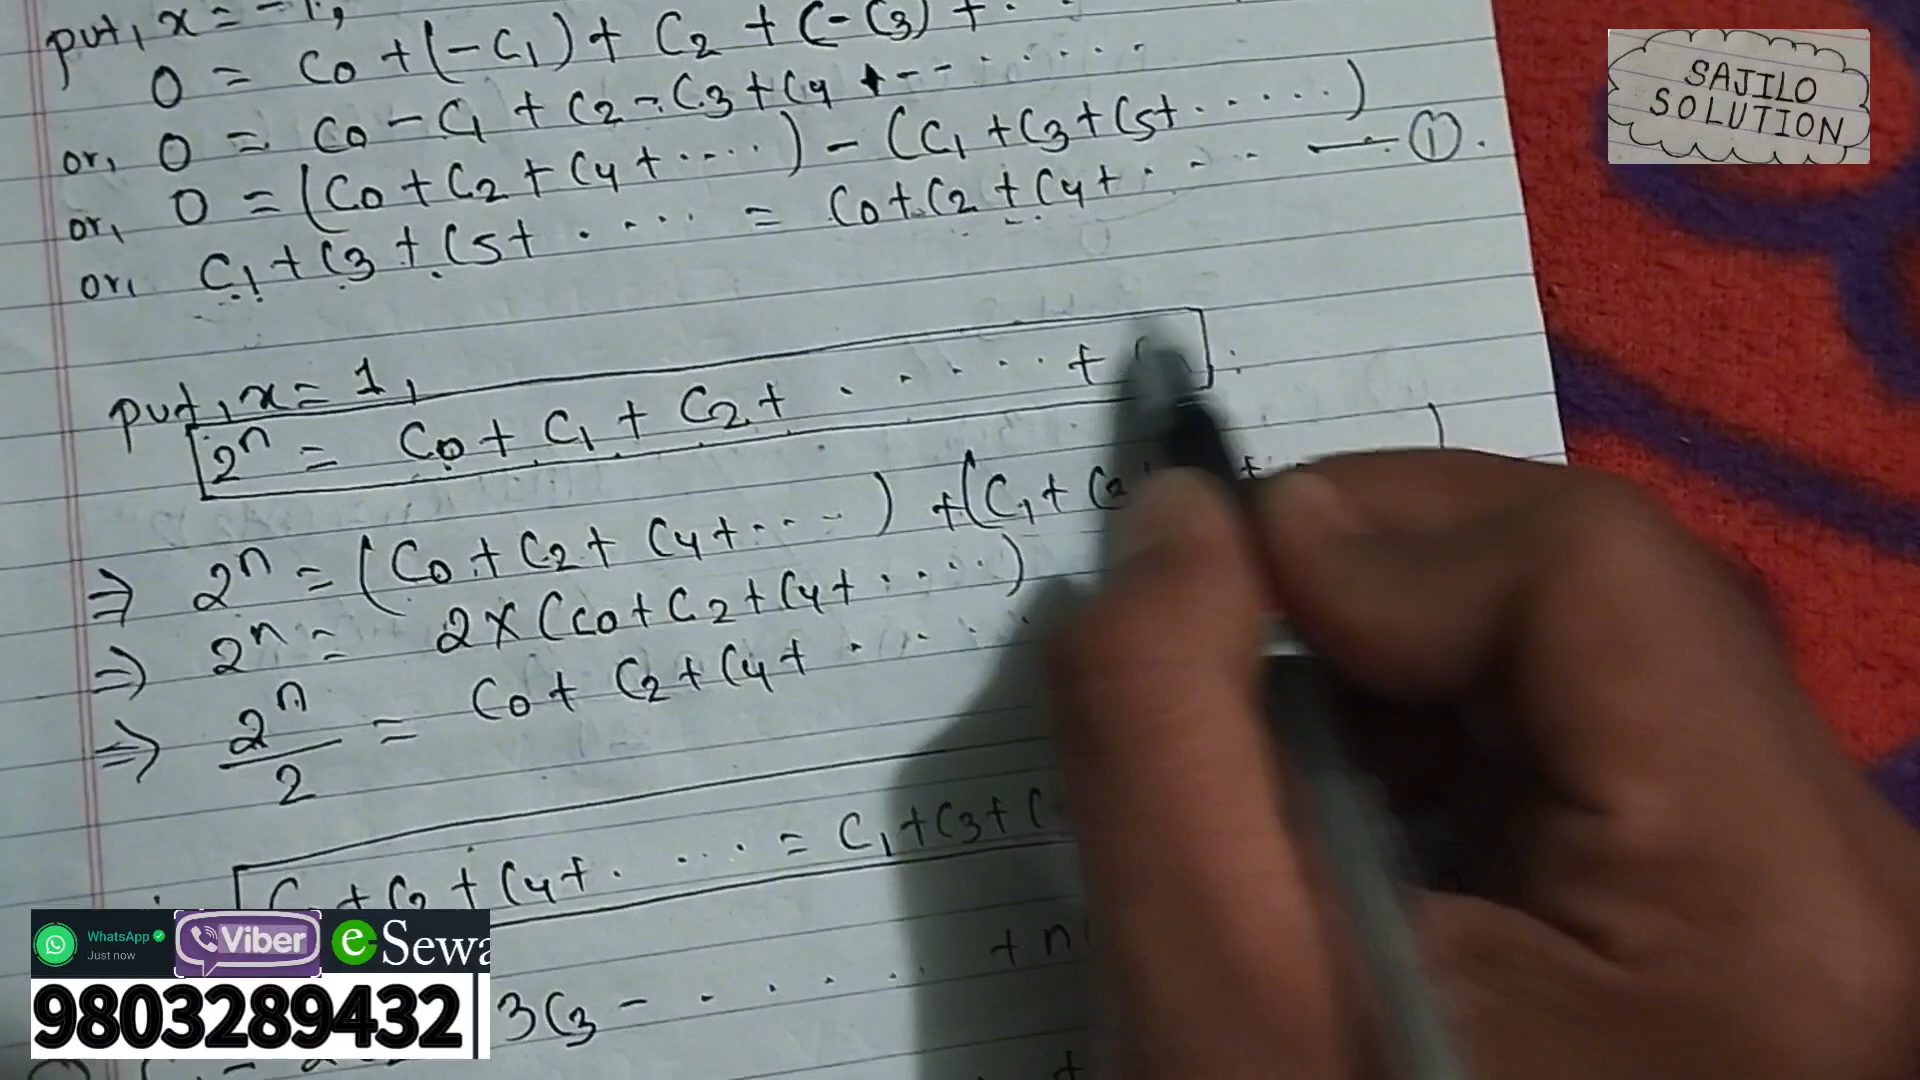 put, x = -1,
0 = C0 + (-C1) + C2 + (-C3) + ...
or, 0 = C0 - C1 + C2 - C3 + C4 + -- ......
or, 0 = (C0 + C2 + C4 + ....) - (C1 + C3 + C5 + .....)
or, C1 + C3 + C5 + .... = C0 + C2 + C4 + .... — ①.
put, x = 1,
2^n = C0 + C1 + C2 + ...... +
⇒ 2^n = (C0 + C2 + C4 + ....) + (C1 + C3 +
⇒ 2^n = 2 × (C0 + C2 + C4 + ....)
⇒ 2^n/2 = C0 + C2 + C4 + .....
C0 + C2 + C4 + .... = C1 + C3 +
+ n
3C3 - .....
SAJILO
SOLUTION
WhatsApp
Just now
Viber
e-Sewa
9803289432